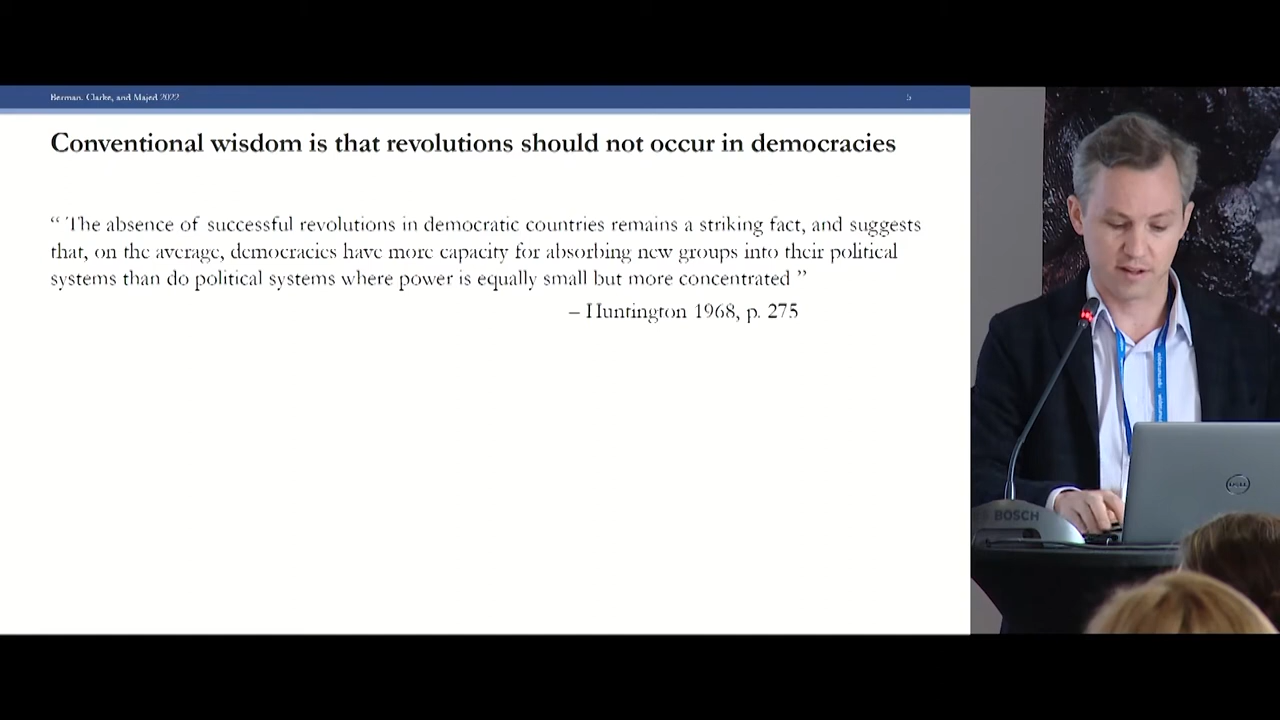 Berman, Clarke, and Majed 2022
5
Conventional wisdom is that revolutions should not occur in democracies
“ The absence of successful revolutions in democratic countries remains a striking fact, and suggests
that, on the average, democracies have more capacity for absorbing new groups into their political
systems than do political systems where power is equally small but more concentrated ”
– Huntington 1968, p. 275
DELL
BOSCH